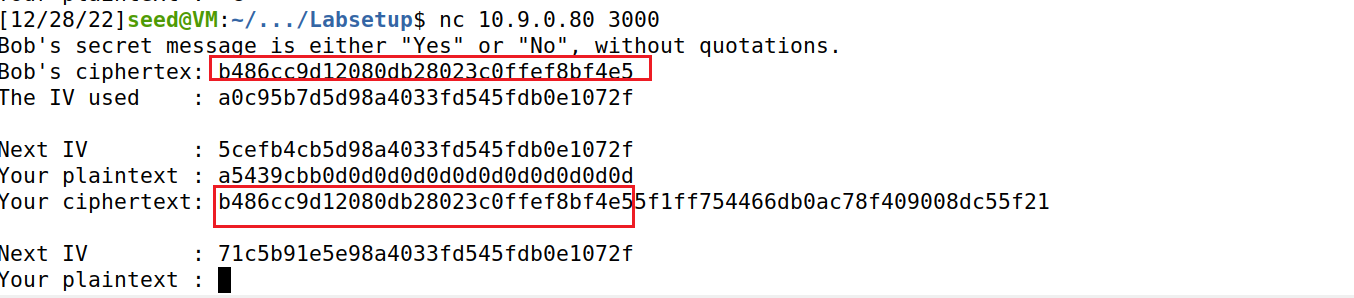 [12/28/22]seed@VM:~/.../Labsetup$ nc 10.9.0.80 3000
Bob's secret message is either "Yes" or "No", without quotations.
Bob's ciphertex: b486cc9d12080db28023c0ffef8bf4e5
The IV used    : a0c95b7d5d98a4033fd545fdb0e1072f
Next IV        : 5cefb4cb5d98a4033fd545fdb0e1072f
Your plaintext : a5439cbb0d0d0d0d0d0d0d0d0d0d0d0d
Your ciphertext: b486cc9d12080db28023c0ffef8bf4e55f1ff754466db0ac78f409008dc55f21
Next IV        : 71c5b91e5e98a4033fd545fdb0e1072f
Your plaintext :